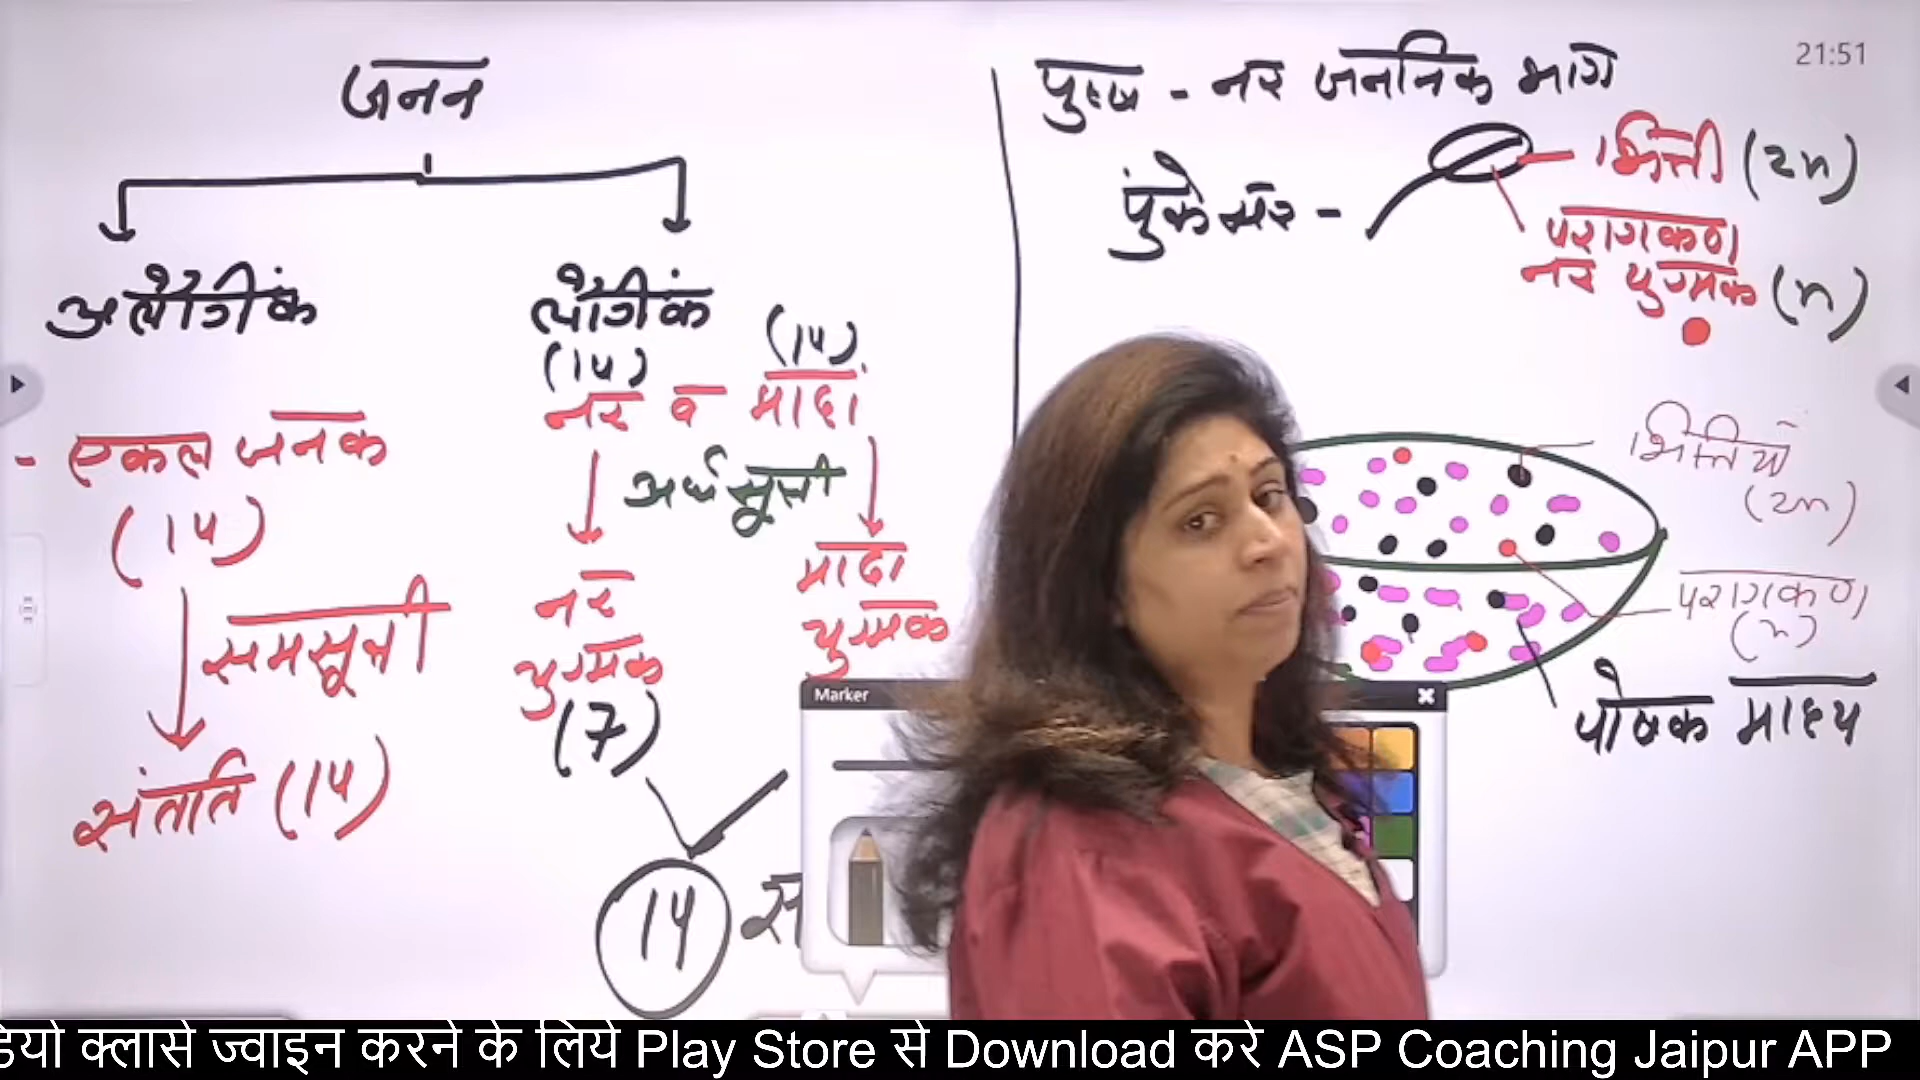 जनन
अलैंगिक
लैंगिक
(14) (14)
नर व मादा
- एकल जनक
(14)
अर्धसूत्री
समसूत्री
नर
युग्मक
(7)
मादा
युग्मक
संतति (14)
14
पुरुष - नर जननिक भाग
पुंकेसर -
भित्ती (2n)
परागकण
नर युग्मक (n)
भित्तियाँ
(2n)
परागकण
(n)
पोषक माध्य
21:51
Marker
क्लासे ज्वाइन करने के लिये Play Store से Download करे ASP Coaching Jaipur APP